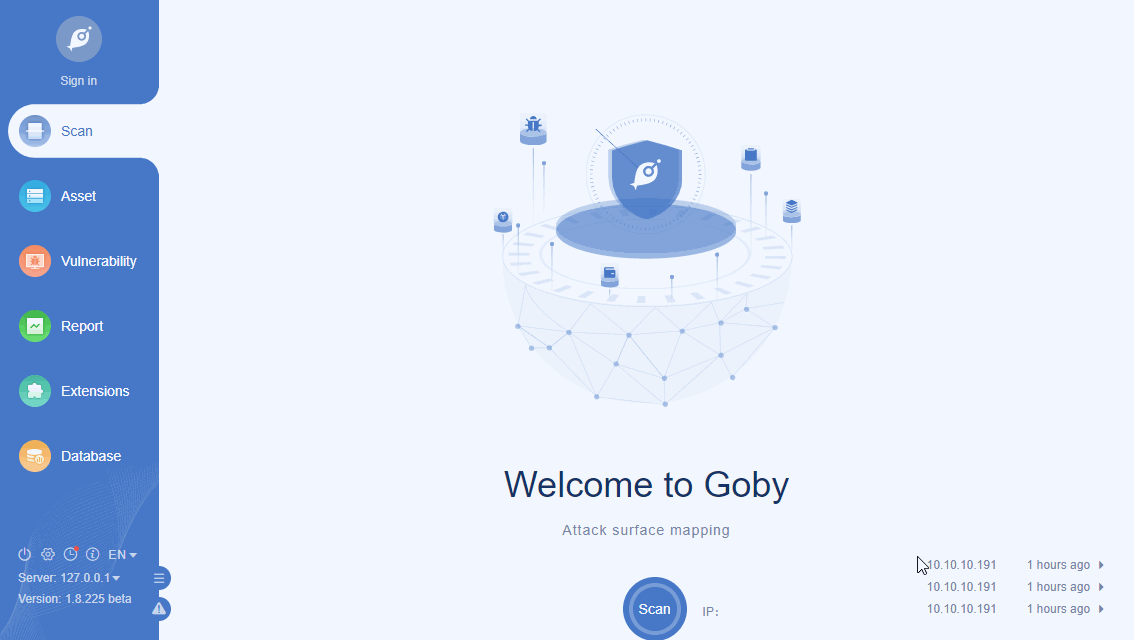 Sign in
Scan
Asset
Vulnerability
Report
Extensions
Database
EN
Server: 127.0.0.1
Version: 1.8.225 beta
Welcome to Goby
Attack surface mapping
Scan
IP:
10.10.10.191 1 hours ago
10.10.10.191 1 hours ago
10.10.10.191 1 hours ago